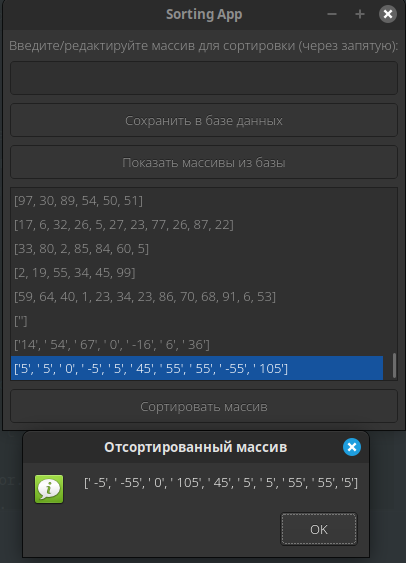 Sorting App
Введите/редактируйте массив для сортировки (через запятую):
Сохранить в базе данных
Показать массивы из базы
[97, 30, 89, 54, 50, 51]
[17, 6, 32, 26, 5, 27, 23, 77, 26, 87, 22]
[33, 80, 2, 85, 84, 60, 5]
[2, 19, 55, 34, 45, 99]
[59, 64, 40, 1, 23, 34, 23, 86, 70, 68, 91, 6, 53]
['']
['14', ' 54', ' 67', ' 0', ' -16', ' 6', ' 36']
['5', ' 5', ' 0', ' -5', ' 5', ' 45', ' 55', ' 55', ' -55', ' 105']
Сортировать массив
Отсортированный массив
[' -5', ' -55', ' 0', ' 105', ' 45', ' 5', ' 5', ' 55', ' 55', '5']
OK